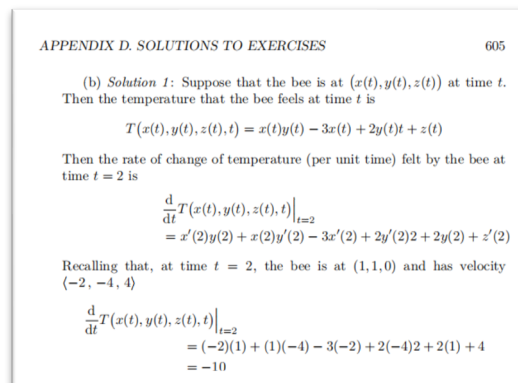 APPENDIX D. SOLUTIONS TO EXERCISES 605
(b) Solution 1: Suppose that the bee is at (x(t), y(t), z(t)) at time t.
Then the temperature that the bee feels at time t is
T(x(t), y(t), z(t), t) = x(t)y(t) − 3x(t) + 2y(t)t + z(t)
Then the rate of change of temperature (per unit time) felt by the bee at
time t = 2 is
d/dt T(x(t), y(t), z(t), t)|t=2
= x′(2)y(2) + x(2)y′(2) − 3x′(2) + 2y′(2)2 + 2y(2) + z′(2)
Recalling that, at time t = 2, the bee is at (1, 1, 0) and has velocity
⟨−2, −4, 4⟩
d/dt T(x(t), y(t), z(t), t)|t=2
= (−2)(1) + (1)(−4) − 3(−2) + 2(−4)2 + 2(1) + 4
= −10